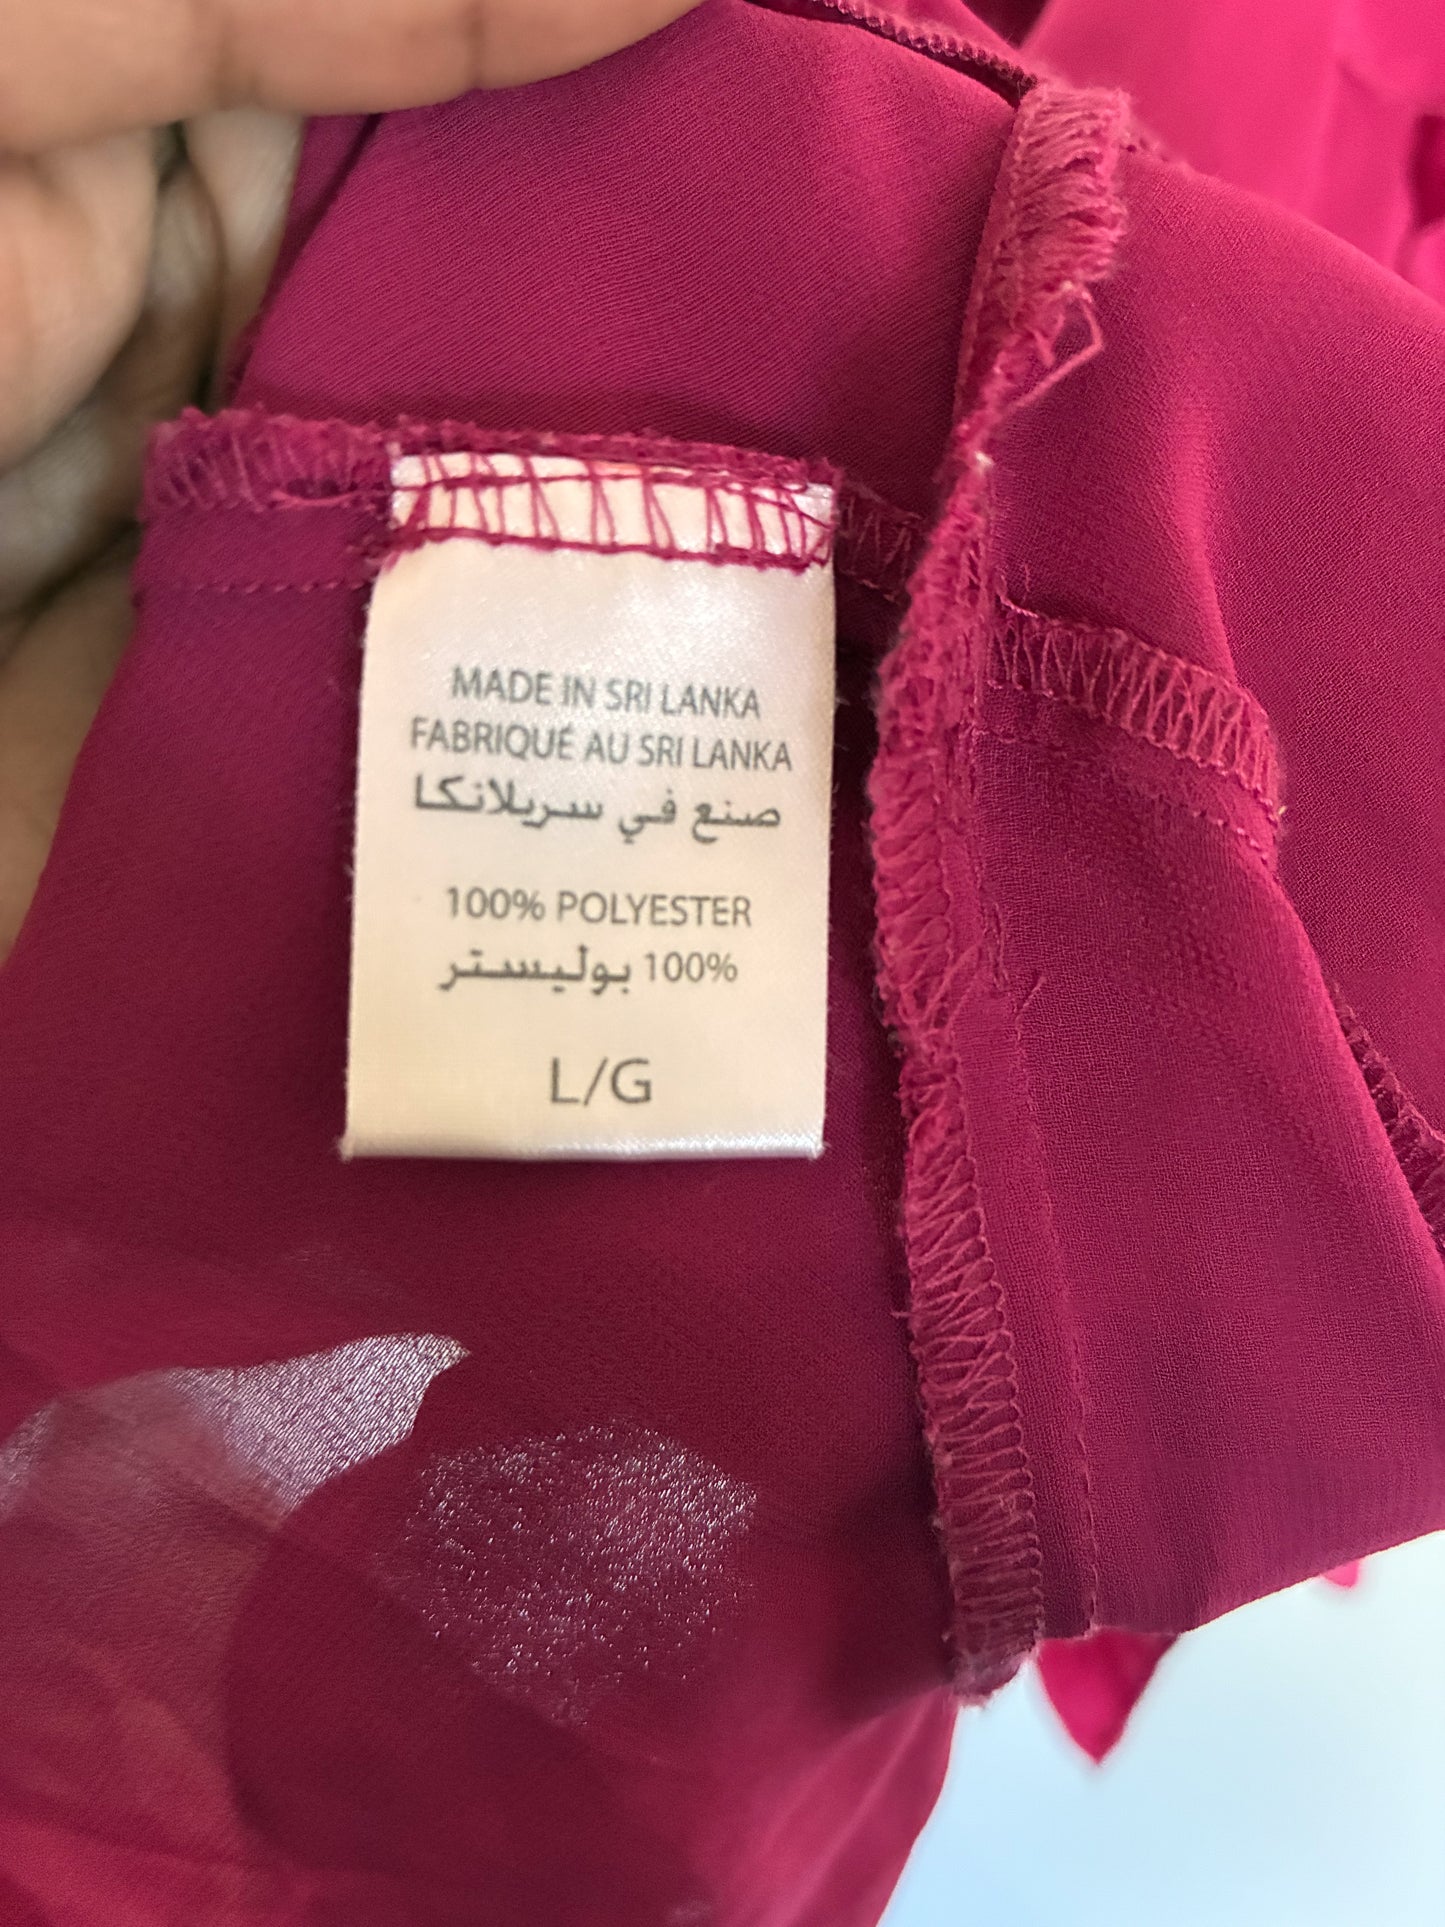 MADE IN SRI LANKA
FABRIQUÉ AU SRI LANKA
صنع في سريلانكا
100% POLYESTER
100% بوليستر
L/G